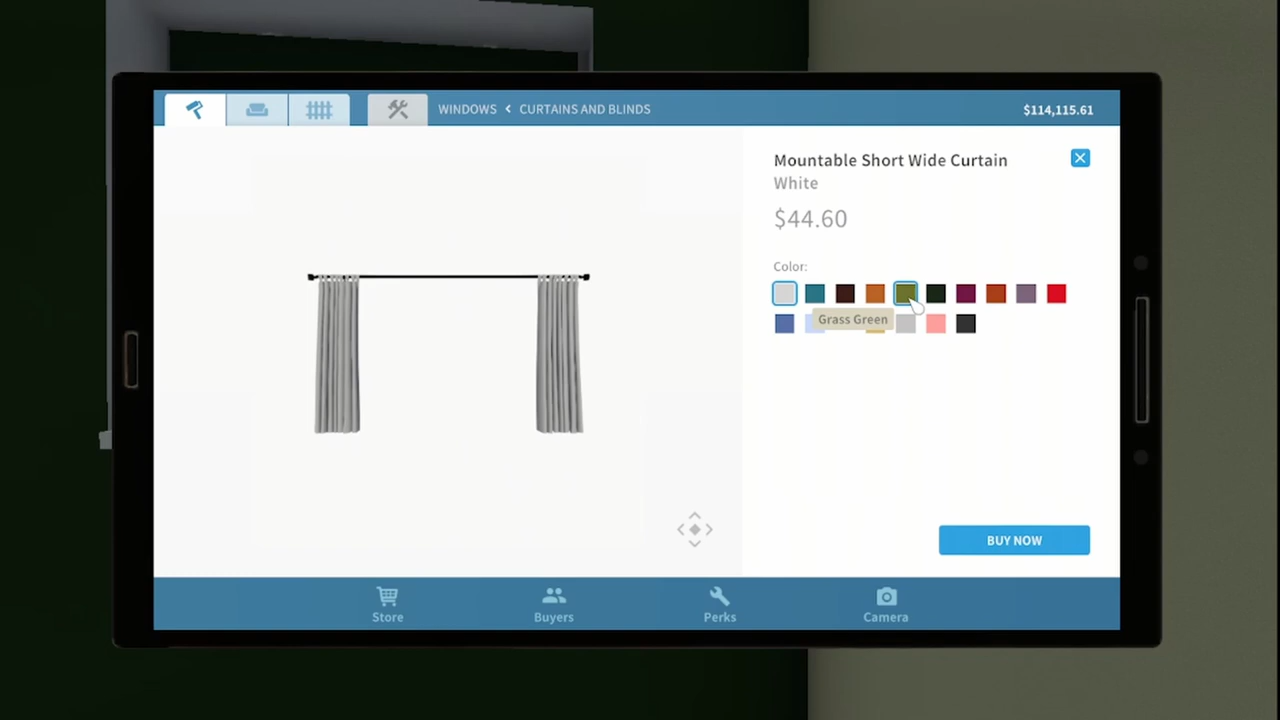 WINDOWS < CURTAINS AND BLINDS
$114,115.61
Mountable Short Wide Curtain
White
$44.60
Color:
Grass Green
BUY NOW
Store
Buyers
Perks
Camera